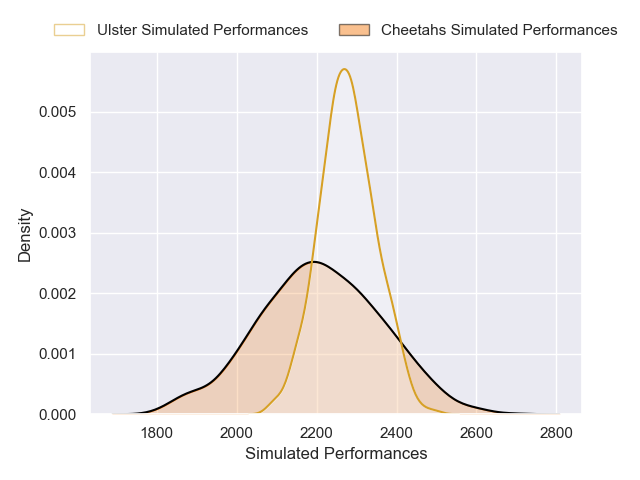 Ulster Simulated Performances Cheetahs Simulated Performances
Density
0.005
0.004
0.003
0.002
0.001
0.000
1800 2000 2200 2400 2600 2800
Simulated Performances